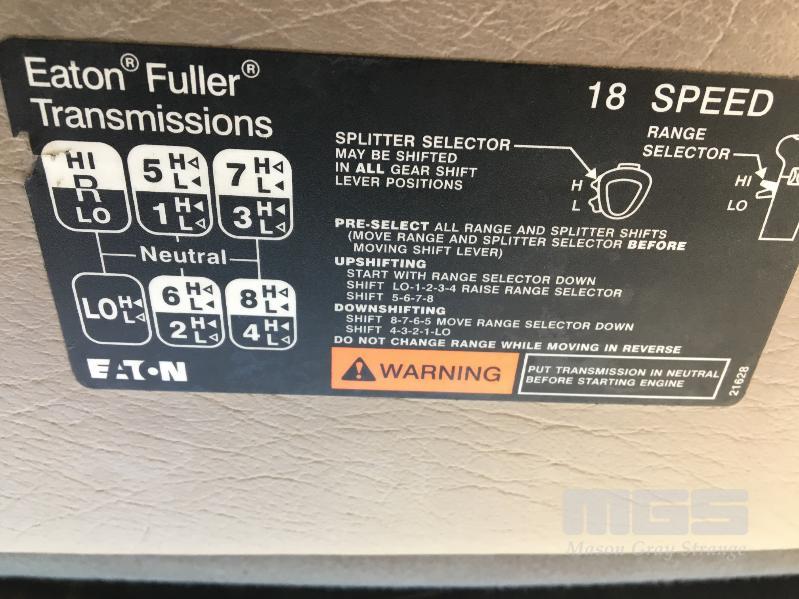 Eaton® Fuller®
Transmissions
HI
R
LO
5 H L
1 H L
7 H L
3 H L
Neutral
LO H L
6 H L
2 H L
8 H L
4 H L
EATON
18 SPEED
SPLITTER SELECTOR
MAY BE SHIFTED
IN ALL GEAR SHIFT
LEVER POSITIONS
H
L
RANGE
SELECTOR
HI
LO
PRE-SELECT ALL RANGE AND SPLITTER SHIFTS
(MOVE RANGE AND SPLITTER SELECTOR BEFORE
MOVING SHIFT LEVER)
UPSHIFTING
START WITH RANGE SELECTOR DOWN
SHIFT LO-1-2-3-4 RAISE RANGE SELECTOR
SHIFT 5-6-7-8
DOWNSHIFTING
SHIFT 8-7-6-5 MOVE RANGE SELECTOR DOWN
SHIFT 4-3-2-1-LO
DO NOT CHANGE RANGE WHILE MOVING IN REVERSE
WARNING
PUT TRANSMISSION IN NEUTRAL
BEFORE STARTING ENGINE
21628
MGS
Mason Gray Strange